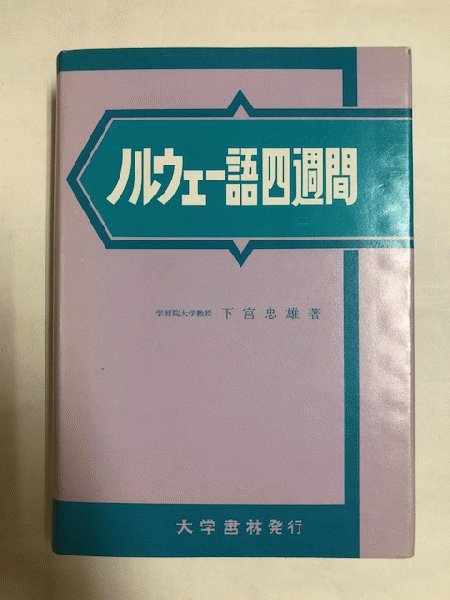 ノルウェー語四週間
学習院大学教授 下宮忠雄著
大学書林発行